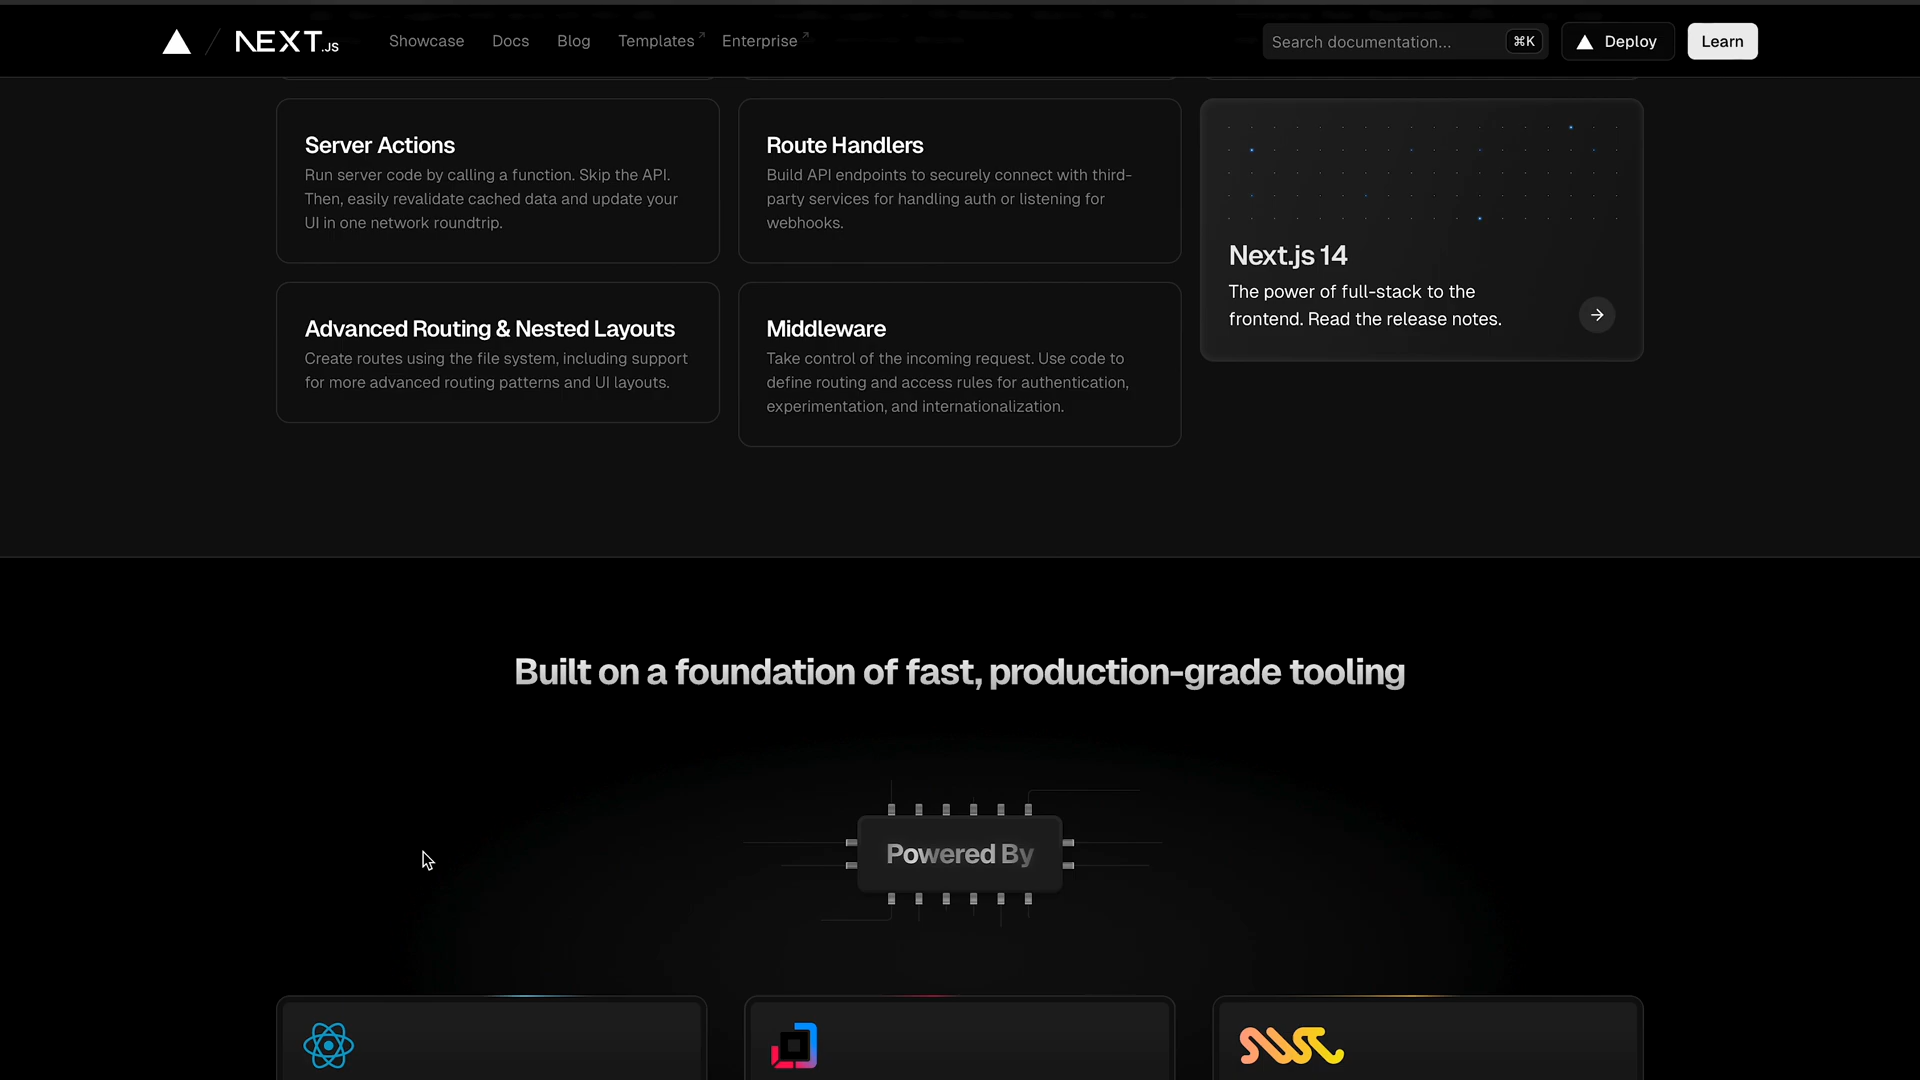 NEXT.JS Showcase Docs Blog Templates Enterprise Search documentation... ⌘K Deploy Learn
Server Actions
Run server code by calling a function. Skip the API.
Then, easily revalidate cached data and update your
UI in one network roundtrip.
Route Handlers
Build API endpoints to securely connect with third-
party services for handling auth or listening for
webhooks.
Next.js 14
The power of full-stack to the
frontend. Read the release notes.
Advanced Routing & Nested Layouts
Create routes using the file system, including support
for more advanced routing patterns and UI layouts.
Middleware
Take control of the incoming request. Use code to
define routing and access rules for authentication,
experimentation, and internationalization.
Built on a foundation of fast, production-grade tooling
Powered By